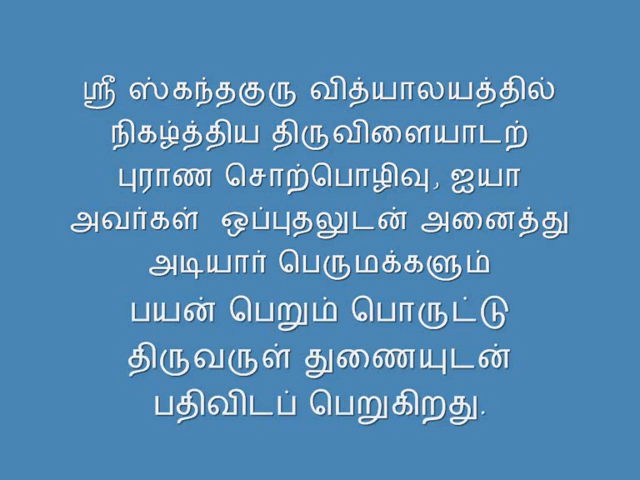 ஸ்ரீ ஸ்கந்தகுரு வித்யாலயத்தில்
நிகழ்த்திய திருவிளையாடற்
புராண சொற்பொழிவு, ஐயா
அவர்கள் ஒப்புதலுடன் அனைத்து
அடியார் பெருமக்களும்
பயன் பெறும் பொருட்டு
திருவருள் துணையுடன்
பதிவிடப் பெறுகிறது.